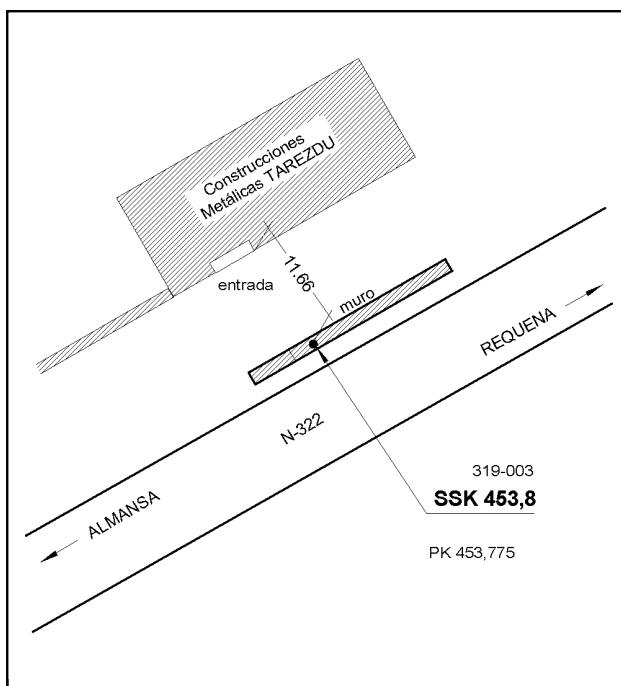 Construcciones
Metálicas TAREZDU
entrada
11.66
muro
REQUENA
N-322
ALMANSA
319-003
SSK 453,8
PK 453,775